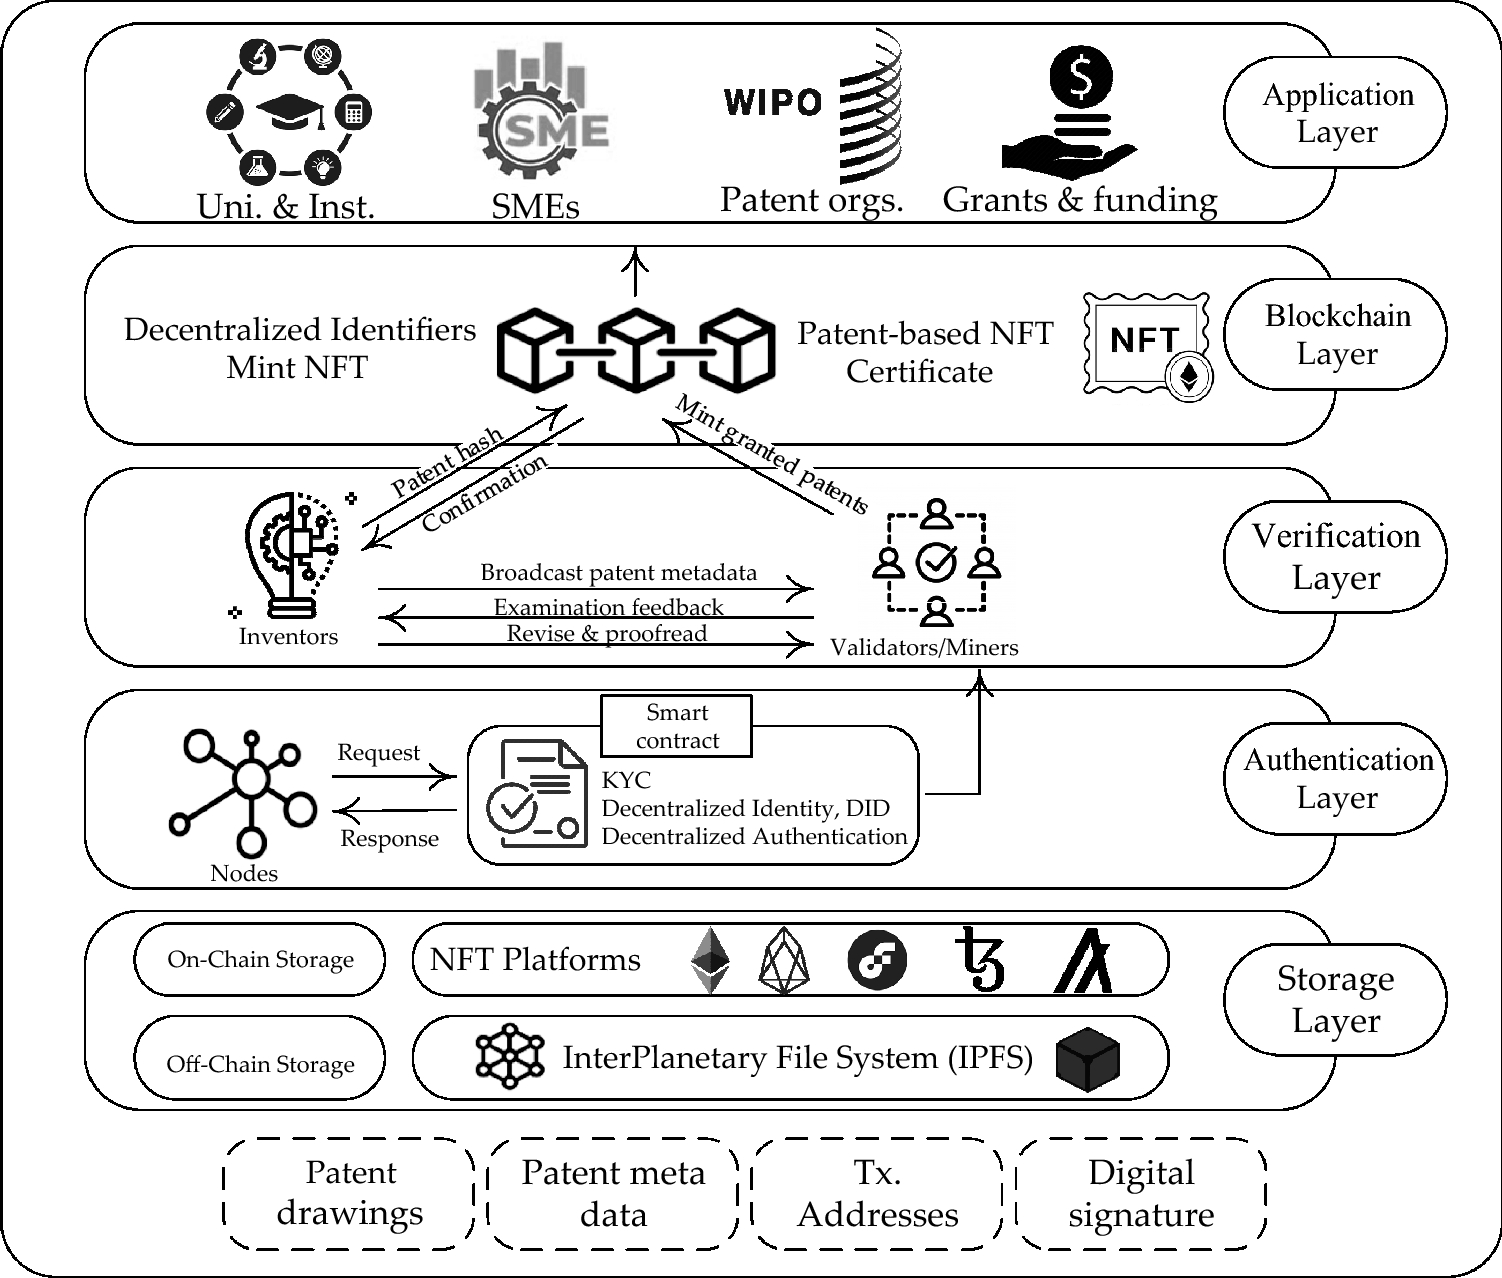 WIPO
SME
$
Uni. & Inst.
SMEs
Patent orgs.
Grants & funding
Application
Layer
Decentralized Identifiers
Mint NFT
Patent-based NFT
Certificate
NFT
Blockchain
Layer
Patent hash
Confirmation
Mint granted patents
Broadcast patent metadata
Examination feedback
Revise & proofread
Inventors
Validators/Miners
Verification
Layer
Smart
contract
Request
Response
Nodes
KYC
Decentralized Identity, DID
Decentralized Authentication
Authentication
Layer
On-Chain Storage
NFT Platforms
Off-Chain Storage
InterPlanetary File System (IPFS)
Storage
Layer
Patent
drawings
Patent meta
data
Tx.
Addresses
Digital
signature